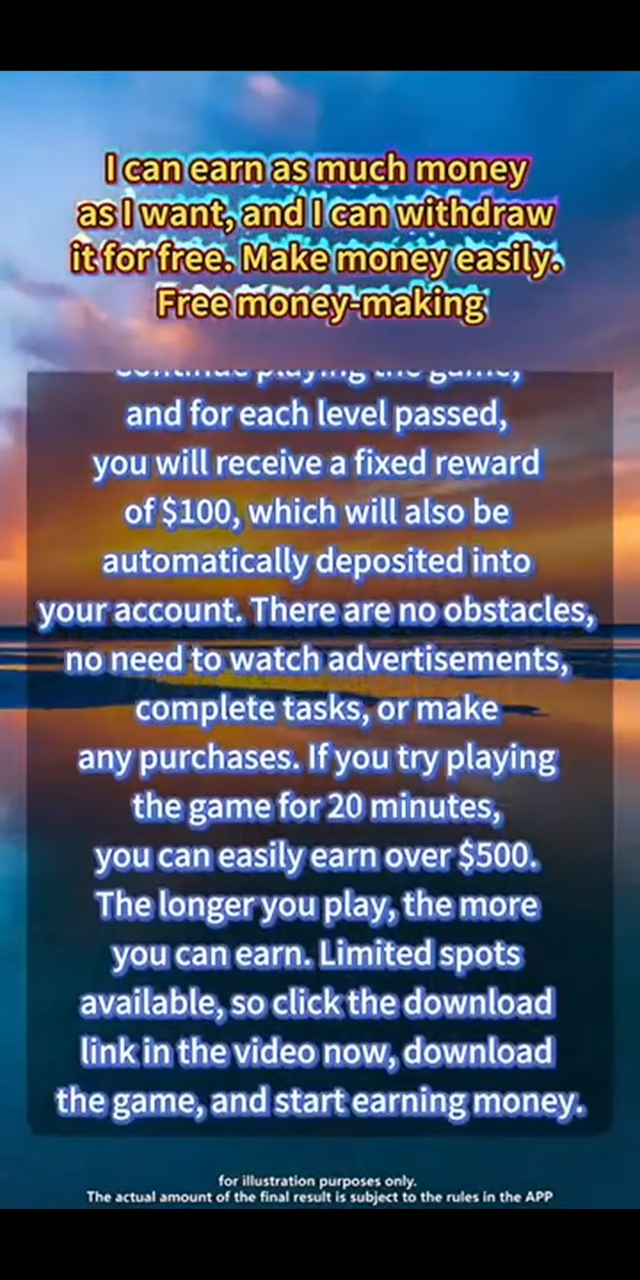 I can earn as much money
as I want, and I can withdraw
it for free. Make money easily.
Free money-making
continue playing the game,
and for each level passed,
you will receive a fixed reward
of $100, which will also be
automatically deposited into
your account. There are no obstacles,
no need to watch advertisements,
complete tasks, or make
any purchases. If you try playing
the game for 20 minutes,
you can easily earn over $500.
The longer you play, the more
you can earn. Limited spots
available, so click the download
link in the video now, download
the game, and start earning money.
for illustration purposes only.
The actual amount of the final result is subject to the rules in the APP